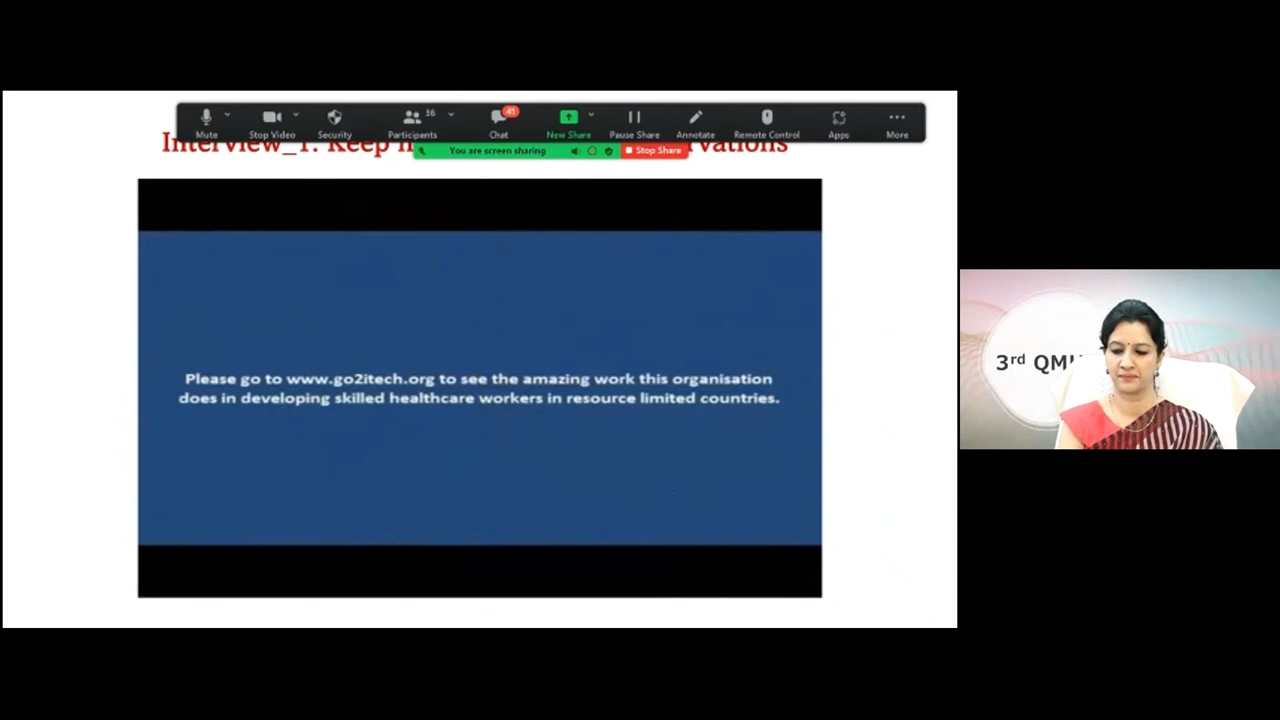 36
41
Mute
Stop Video
Security
Participants
Chat
New Share
Pause Share
Annotate
Remote Control
Apps
More
Interview_1: Keep
You are screen sharing
Stop Share
Please go to www.go2itech.org to see the amazing work this organisation
does in developing skilled healthcare workers in resource limited countries.
3rd